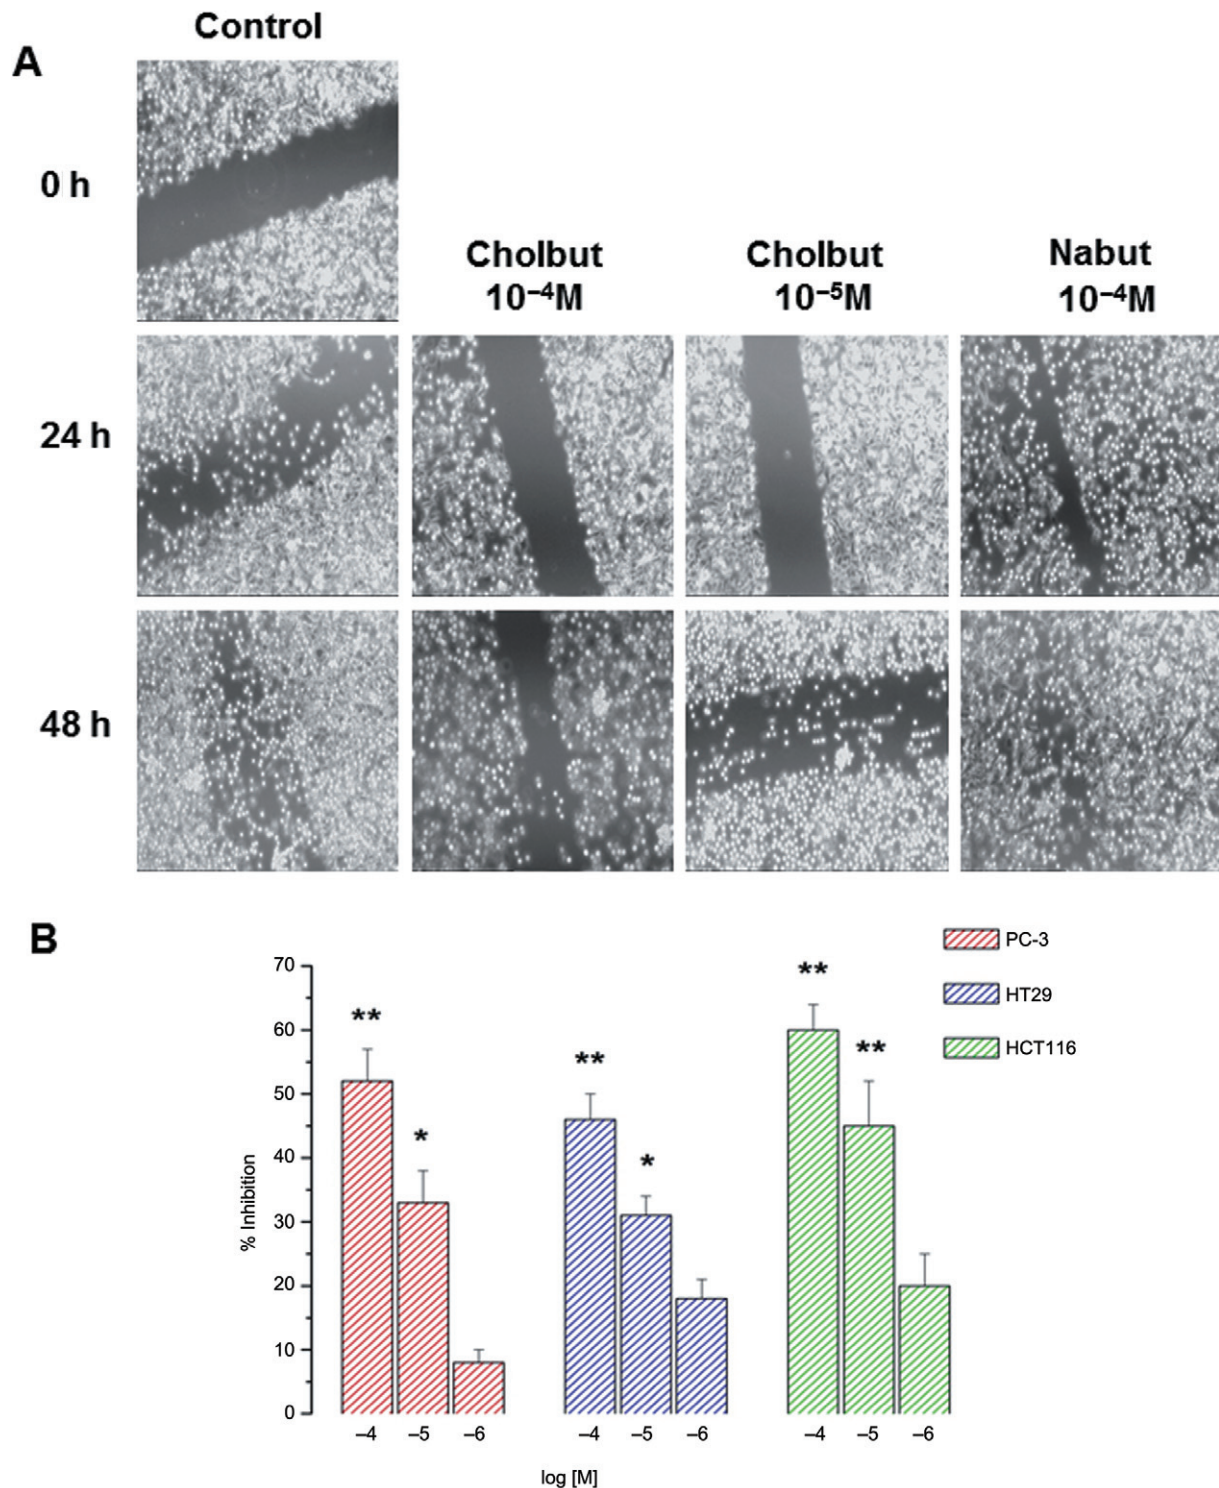 Control
A
0 h
Cholbut Cholbut Nabut
10⁻⁴M 10⁻⁵M 10⁻⁴M
24 h
48 h
B
PC-3
HT29
HCT116
70
60
50
40
30
20
10
0
% Inhibition
** * ** * ** **
–4 –5 –6 –4 –5 –6 –4 –5 –6
log [M]